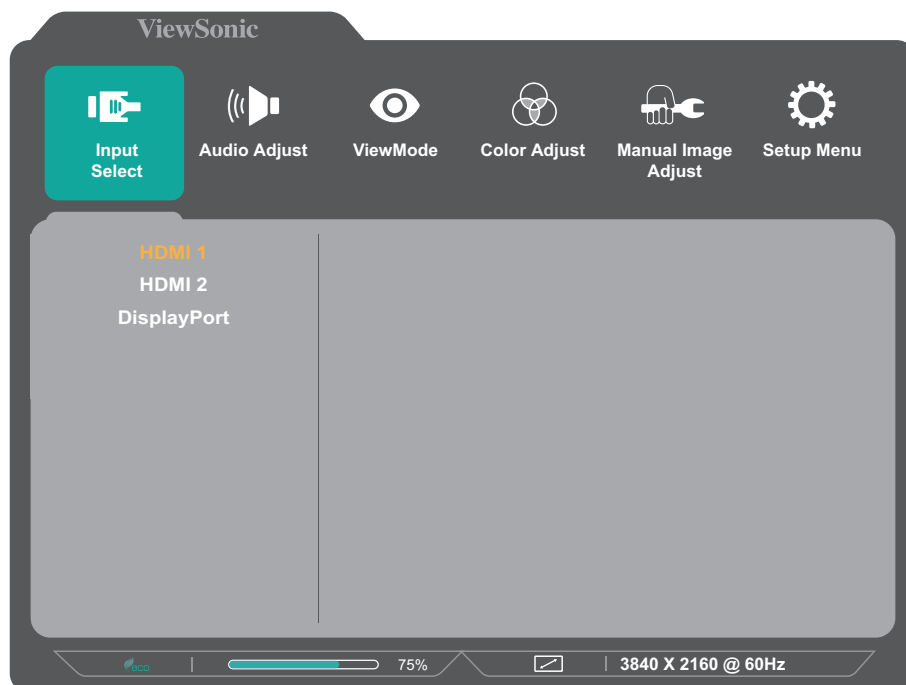 ViewSonic
Input Select
Audio Adjust
ViewMode
Color Adjust
Manual Image Adjust
Setup Menu
HDMI 1
HDMI 2
DisplayPort
eco
75%
3840 X 2160 @ 60Hz